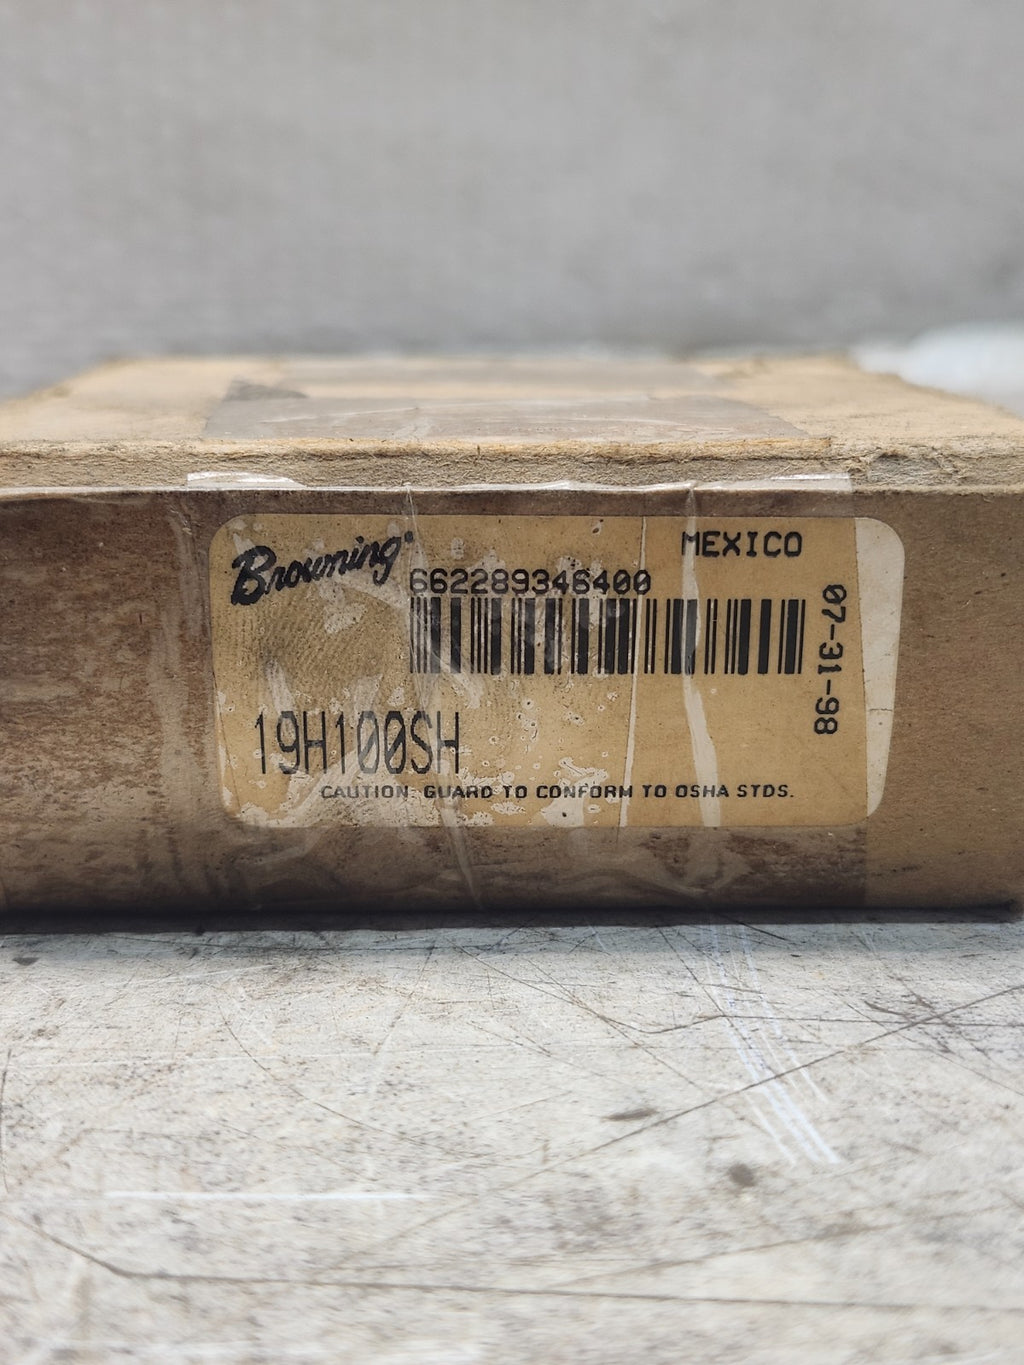 Browning®
MEXICO
662289346400
07-31-98
19H100SH
CAUTION GUARD TO CONFORM TO OSHA STDS.